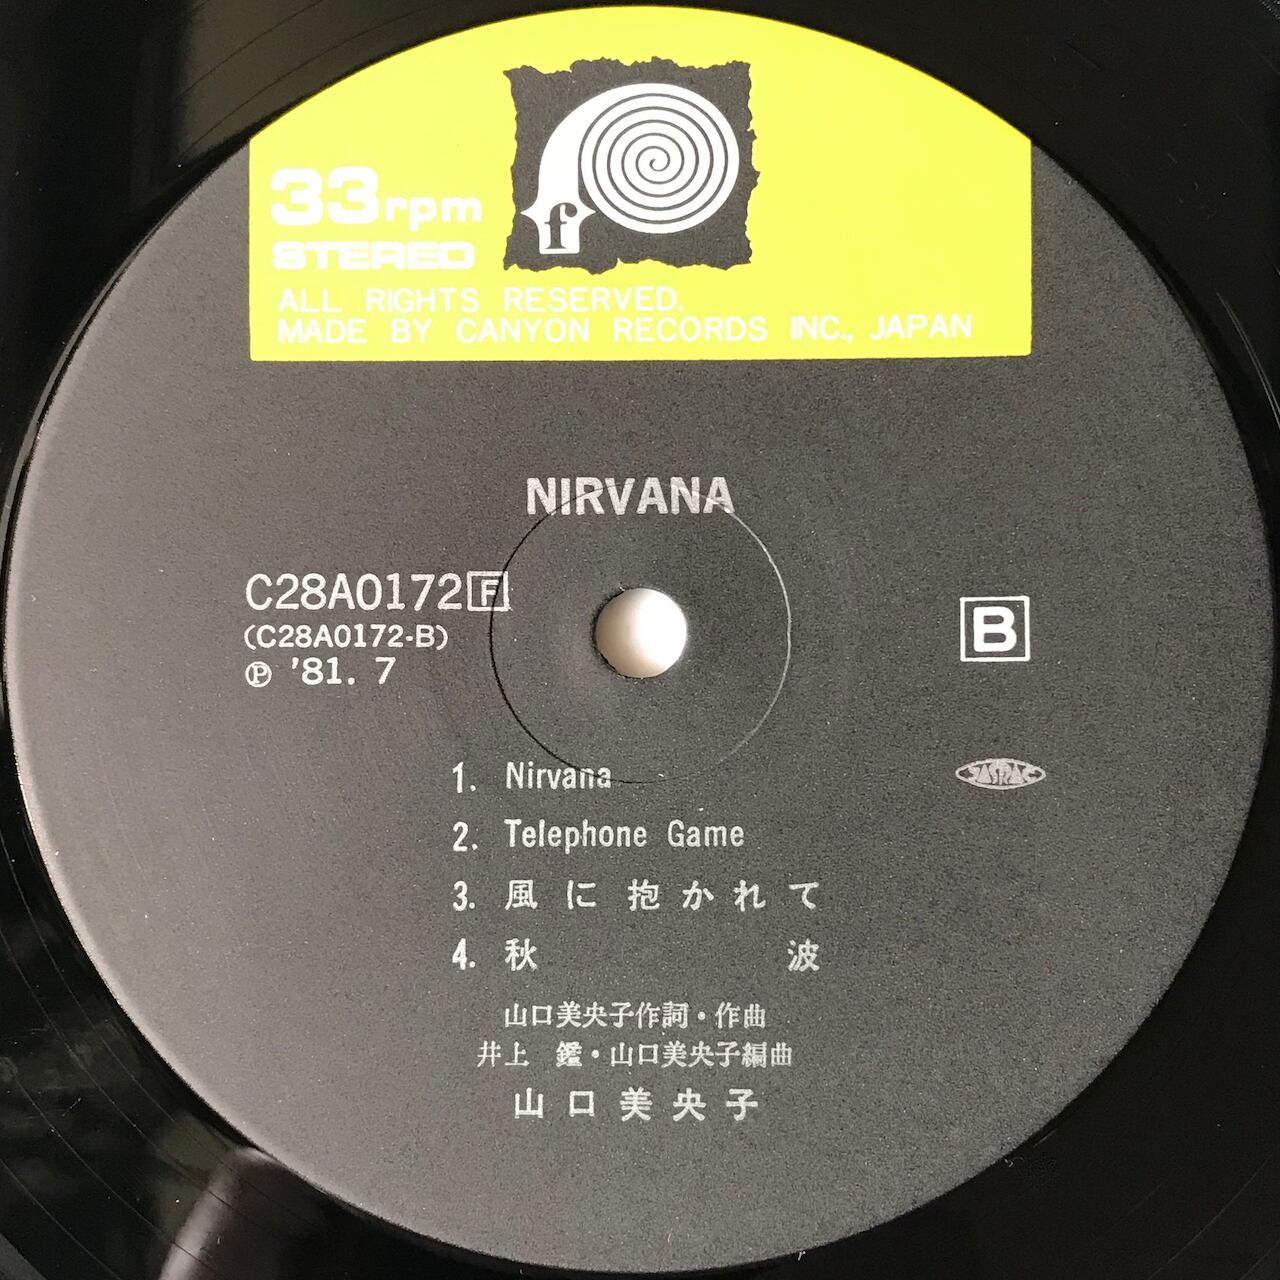 f
33rpm
STEREO
ALL RIGHTS RESERVED.
MADE BY CANYON RECORDS INC., JAPAN
NIRVANA
C28A0172F
(C28A0172-B)
Ⓟ '81. 7
B
1. Nirvana
JASRAC
2. Telephone Game
3. 風に抱かれて
4. 秋波
山口美央子作詞・作曲
井上 鑑・山口美央子編曲
山口美央子